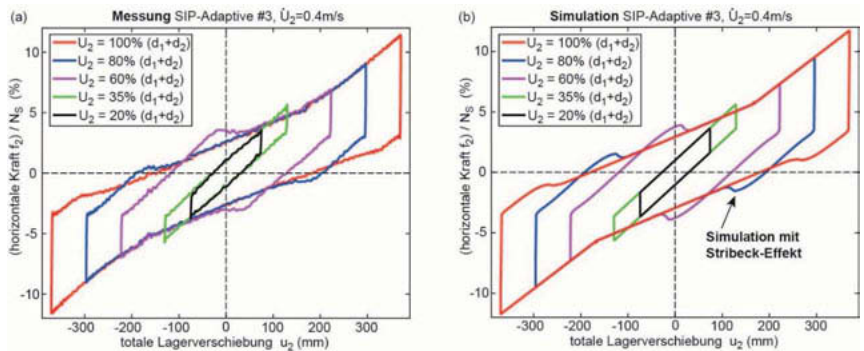 (a) Messung SIP-Adaptive #3, U̇̂₂=0.4m/s
U₂ = 100% (d₁+d₂)
U₂ = 80% (d₁+d₂)
U₂ = 60% (d₁+d₂)
U₂ = 35% (d₁+d₂)
U₂ = 20% (d₁+d₂)
(horizontale Kraft f₂) / N_S (%)
10
5
0
-5
-10
-300 -200 -100 0 100 200 300
totale Lagerverschiebung u₂ (mm)
(b) Simulation SIP-Adaptive #3, U̇̂₂=0.4m/s
U₂ = 100% (d₁+d₂)
U₂ = 80% (d₁+d₂)
U₂ = 60% (d₁+d₂)
U₂ = 35% (d₁+d₂)
U₂ = 20% (d₁+d₂)
(horizontale Kraft f₂) / N_S (%)
10
5
0
-5
-10
Simulation mit
Stribeck-Effekt
-300 -200 -100 0 100 200 300
totale Lagerverschiebung u₂ (mm)